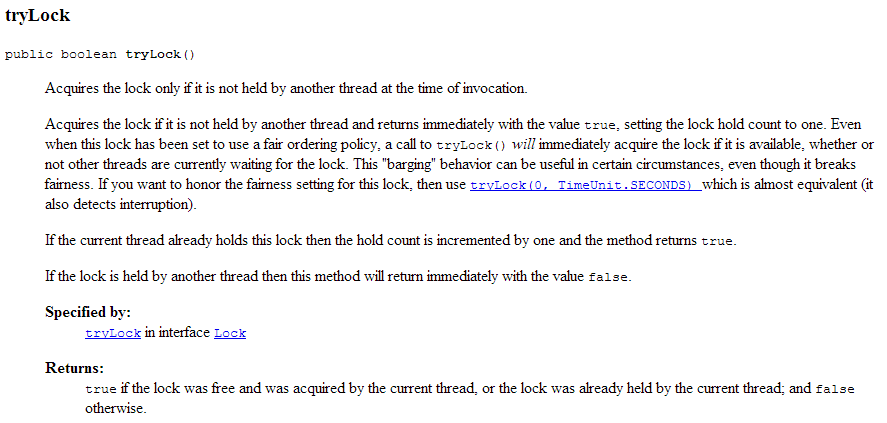 tryLock
public boolean tryLock()
Acquires the lock only if it is not held by another thread at the time of invocation.
Acquires the lock if it is not held by another thread and returns immediately with the value true, setting the lock hold count to one. Even
when this lock has been set to use a fair ordering policy, a call to tryLock() will immediately acquire the lock if it is available, whether or
not other threads are currently waiting for the lock. This "barging" behavior can be useful in certain circumstances, even though it breaks
fairness. If you want to honor the fairness setting for this lock, then use tryLock(0, TimeUnit.SECONDS) which is almost equivalent (it
also detects interruption).
If the current thread already holds this lock then the hold count is incremented by one and the method returns true.
If the lock is held by another thread then this method will return immediately with the value false.
Specified by:
tryLock in interface Lock
Returns:
true if the lock was free and was acquired by the current thread, or the lock was already held by the current thread; and false
otherwise.